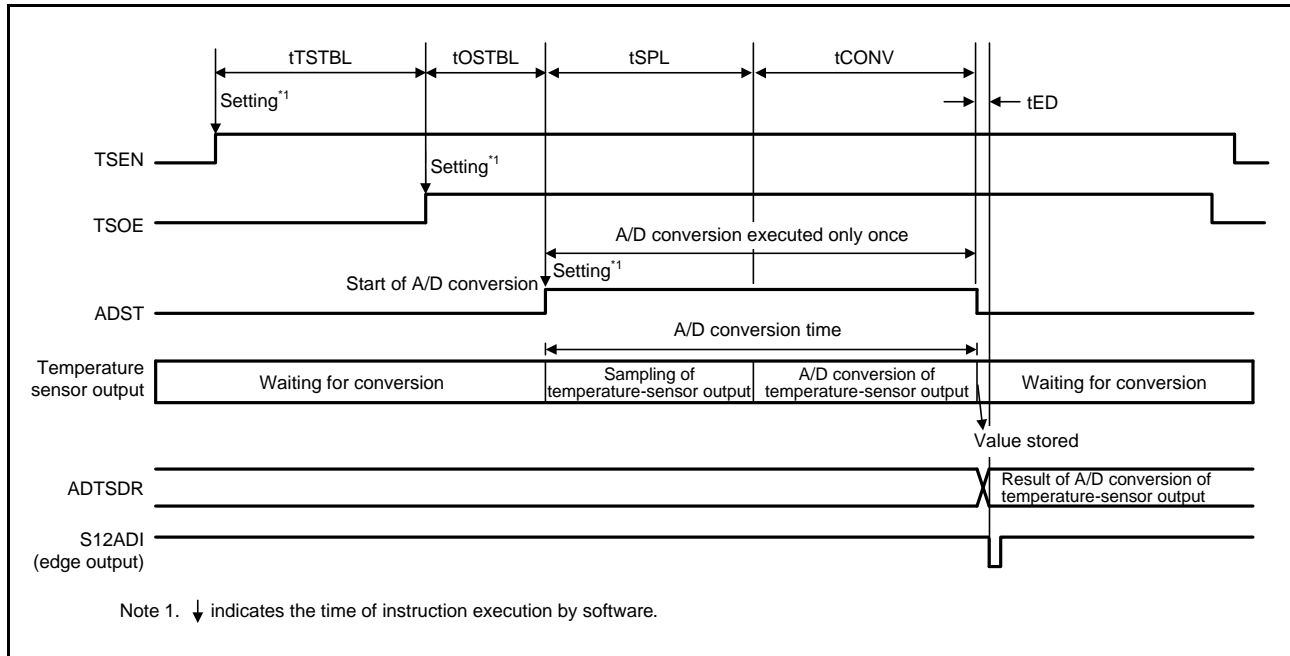 tTSTBL
tOSTBL
tSPL
tCONV
tED
Setting*1
TSEN
Setting*1
TSOE
A/D conversion executed only once
Setting*1
Start of A/D conversion
ADST
A/D conversion time
Temperature
sensor output
Waiting for conversion
Sampling of
temperature-sensor output
A/D conversion of
temperature-sensor output
Waiting for conversion
Value stored
ADTSDR
Result of A/D conversion of
temperature-sensor output
S12ADI
(edge output)
Note 1. ↓ indicates the time of instruction execution by software.